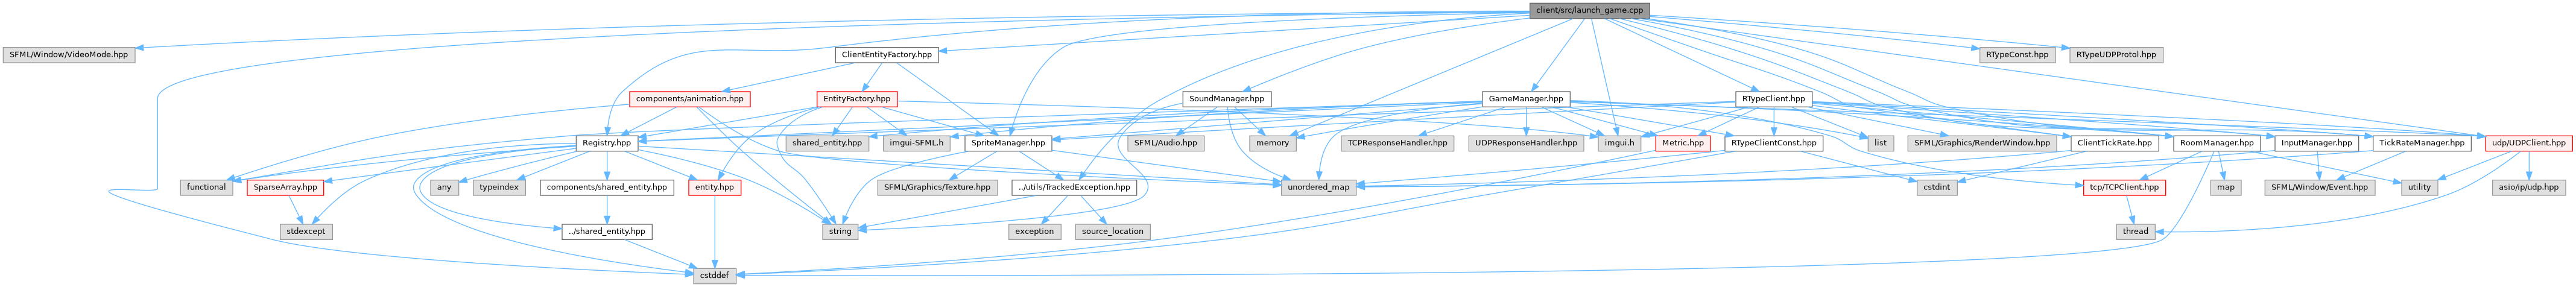 client/src/launch_game.cpp
SFML/Window/VideoMode.hpp
ClientEntityFactory.hpp
RTypeConst.hpp
RTypeUDPProtol.hpp
components/animation.hpp
EntityFactory.hpp
SoundManager.hpp
GameManager.hpp
RTypeClient.hpp
Registry.hpp
shared_entity.hpp
imgui-SFML.h
SpriteManager.hpp
SFML/Audio.hpp
memory
TCPResponseHandler.hpp
UDPResponseHandler.hpp
imgui.h
Metric.hpp
RTypeClientConst.hpp
list
SFML/Graphics/RenderWindow.hpp
ClientTickRate.hpp
RoomManager.hpp
InputManager.hpp
TickRateManager.hpp
udp/UDPClient.hpp
functional
SparseArray.hpp
any
typeindex
components/shared_entity.hpp
entity.hpp
SFML/Graphics/Texture.hpp
../utils/TrackedException.hpp
unordered_map
cstdint
tcp/TCPClient.hpp
map
SFML/Window/Event.hpp
utility
asio/ip/udp.hpp
stdexcept
../shared_entity.hpp
string
exception
source_location
thread
cstddef